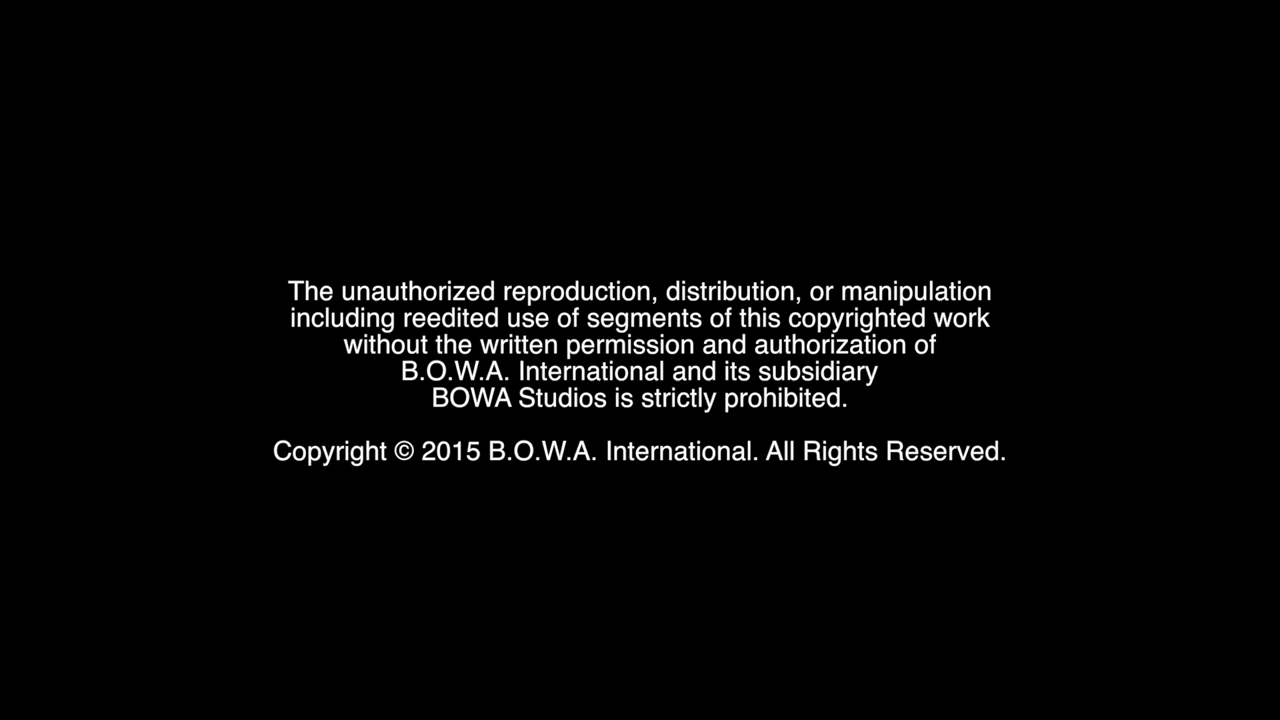 The unauthorized reproduction, distribution, or manipulation
including reedited use of segments of this copyrighted work
without the written permission and authorization of
B.O.W.A. International and its subsidiary
BOWA Studios is strictly prohibited.
Copyright © 2015 B.O.W.A. International. All Rights Reserved.